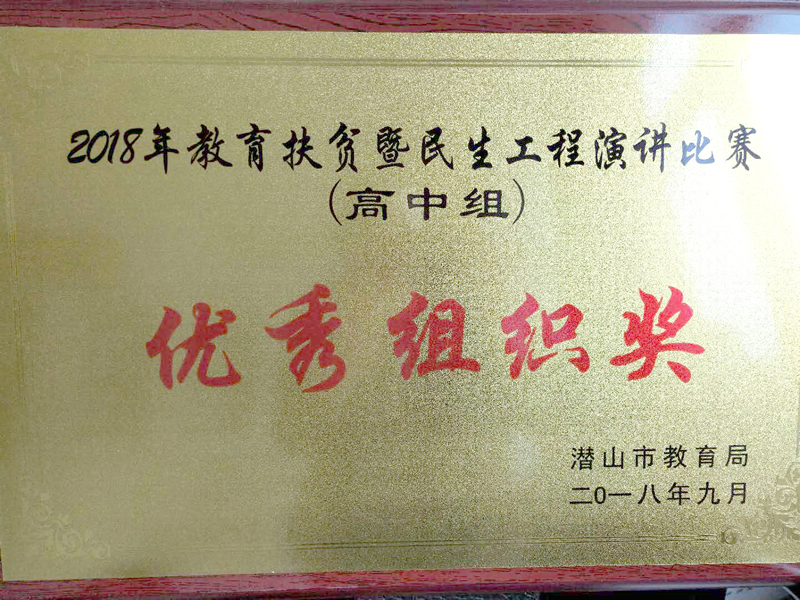 2018年教育扶贫暨民生工程演讲比赛
(高中组)
优秀组织奖
潜山市教育局
二0一八年九月